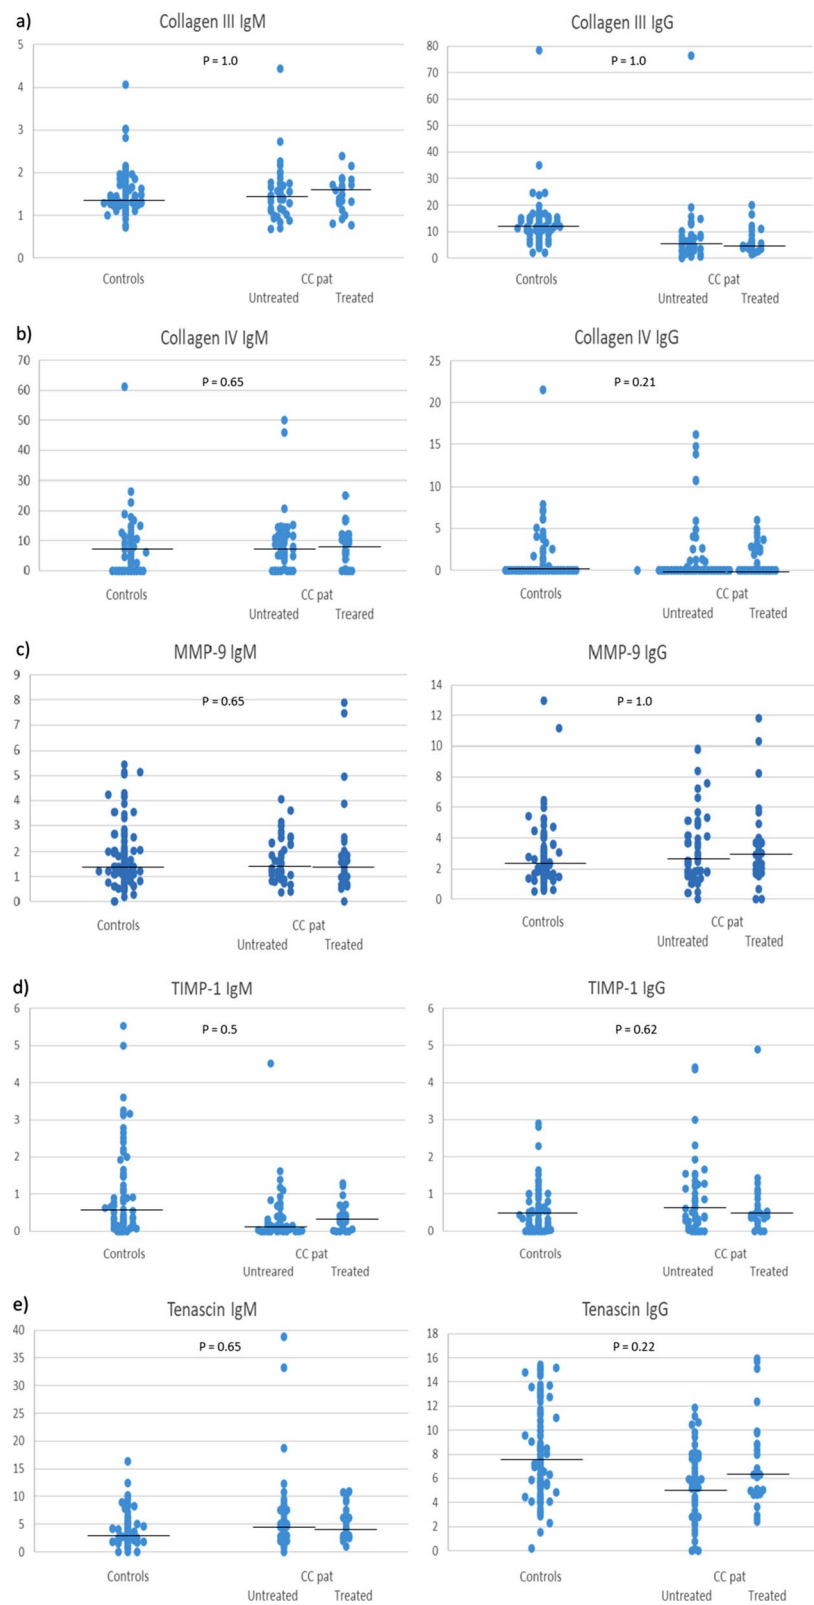 a)
Collagen III IgM
5
4
3
2
1
0
P = 1.0
Controls
CC pat
Untreated Treated
Collagen III IgG
80
70
60
50
40
30
20
10
0
P = 1.0
Controls
CC pat
Untreated Treated
b)
Collagen IV IgM
70
60
50
40
30
20
10
0
P = 0.65
Controls
CC pat
Untreated Treared
Collagen IV IgG
25
20
15
10
5
0
P = 0.21
Controls
CC pat
Untreated Treated
c)
MMP-9 IgM
9
8
7
6
5
4
3
2
1
0
P = 0.65
Controls
CC pat
Untreated Treated
MMP-9 IgG
14
12
10
8
6
4
2
0
P = 1.0
Controls
CC pat
Untreated Treated
d)
TIMP-1 IgM
6
5
4
3
2
1
0
P = 0.5
Controls
CC pat
Untreared Treated
TIMP-1 IgG
6
5
4
3
2
1
0
P = 0.62
Controls
CC pat
Untreated Treated
e)
Tenascin IgM
40
35
30
25
20
15
10
5
0
P = 0.65
Controls
CC pat
Untreated Treated
Tenascin IgG
18
16
14
12
10
8
6
4
2
0
P = 0.22
Controls
CC pat
Untreated Treated